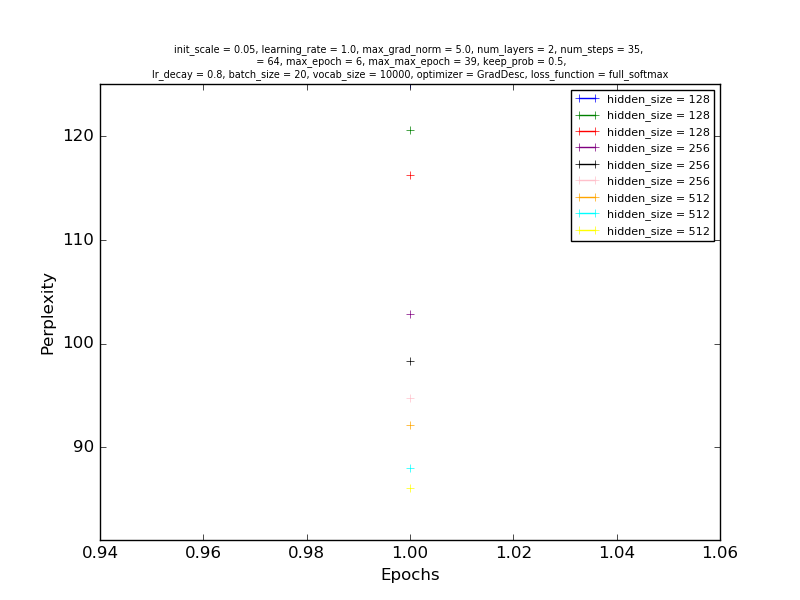 init_scale = 0.05, learning_rate = 1.0, max_grad_norm = 5.0, num_layers = 2, num_steps = 35,
= 64, max_epoch = 6, max_max_epoch = 39, keep_prob = 0.5,
lr_decay = 0.8, batch_size = 20, vocab_size = 10000, optimizer = GradDesc, loss_function = full_softmax
hidden_size = 128
hidden_size = 128
hidden_size = 128
hidden_size = 256
hidden_size = 256
hidden_size = 256
hidden_size = 512
hidden_size = 512
hidden_size = 512
120
110
100
90
Perplexity
0.94 0.96 0.98 1.00 1.02 1.04 1.06
Epochs